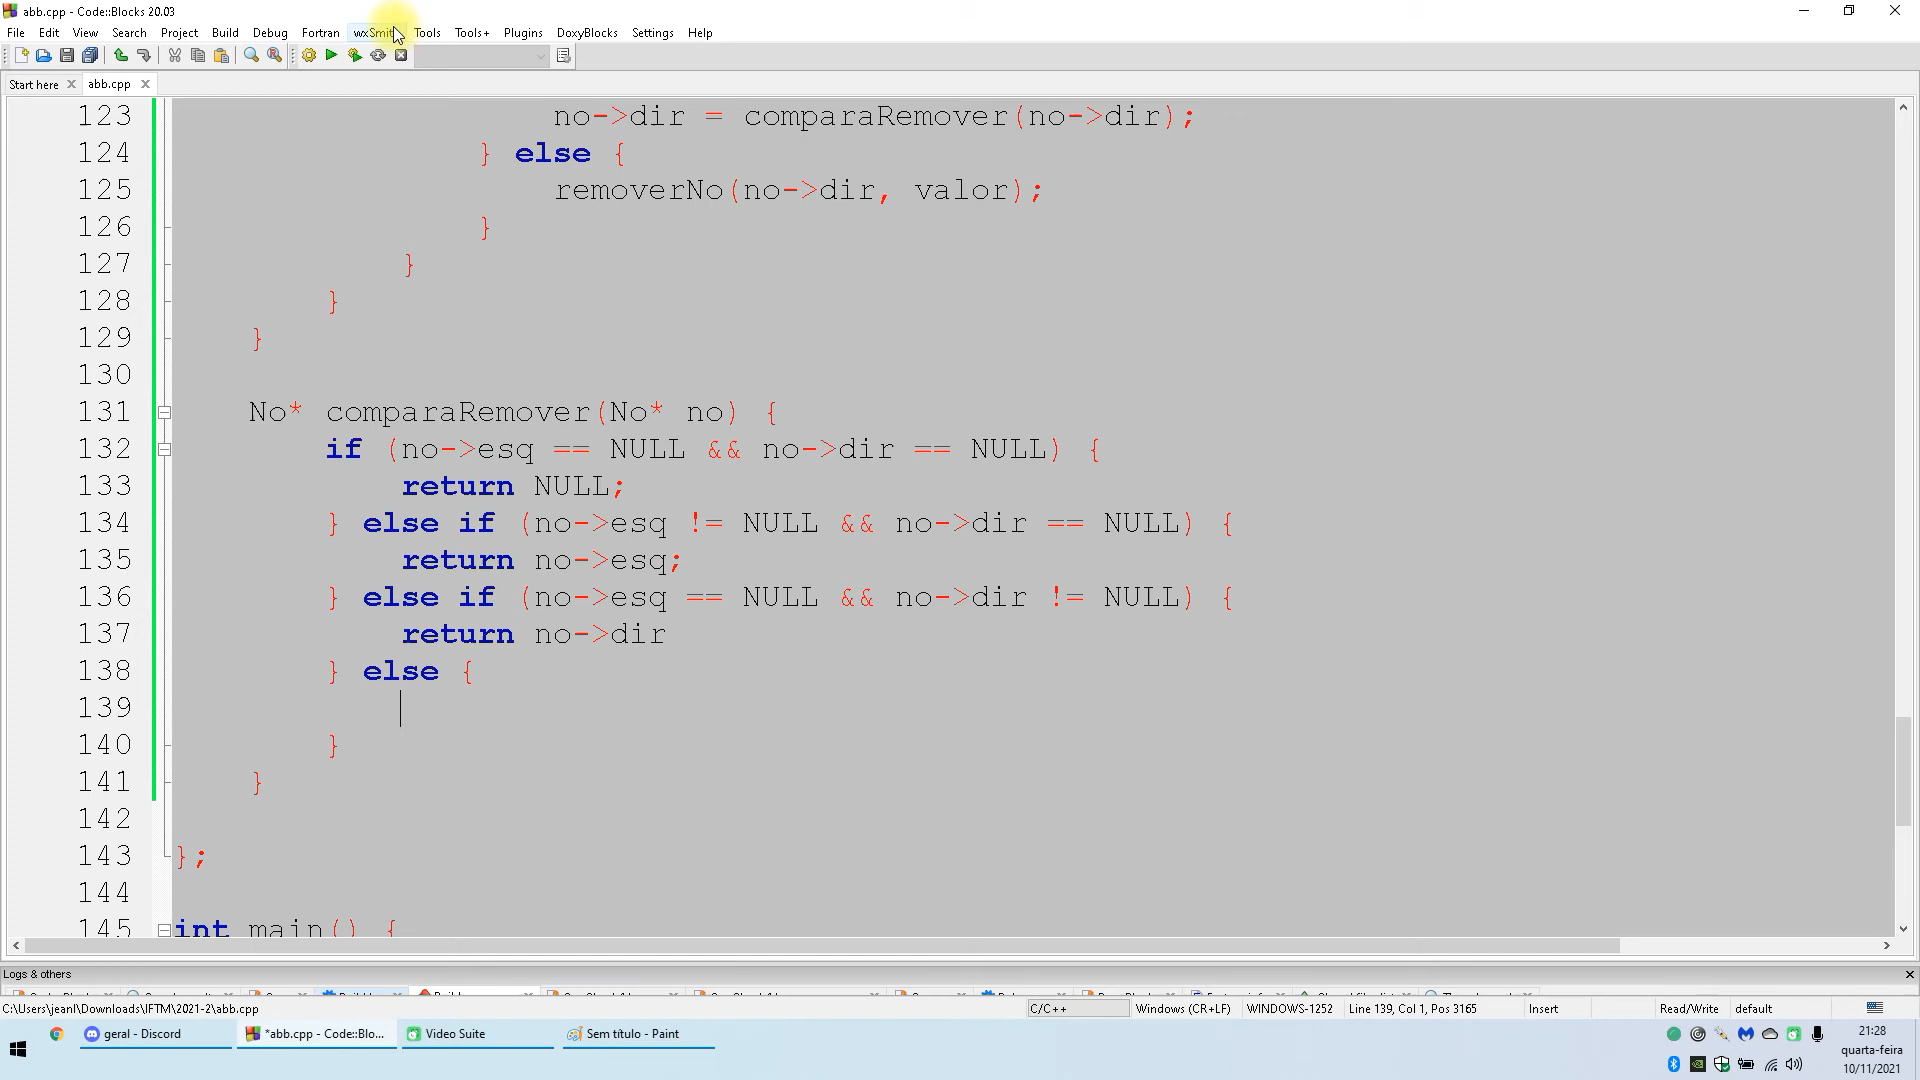 abb.cpp - Code::Blocks 20.03
File Edit View Search Project Build Debug Fortran wxSmith Tools Tools+ Plugins DoxyBlocks Settings Help
Start here abb.cpp
123 no->dir = comparaRemover(no->dir);
124 } else {
125 removerNo(no->dir, valor);
126 }
127 }
128 }
129 }
130
131 No* comparaRemover(No* no) {
132 if (no->esq == NULL && no->dir == NULL) {
133 return NULL;
134 } else if (no->esq != NULL && no->dir == NULL) {
135 return no->esq;
136 } else if (no->esq == NULL && no->dir != NULL) {
137 return no->dir
138 } else {
139
140 }
141 }
142
143 };
144
145 int main() {
Logs & others
C:\Users\jeanl\Downloads\IFTM\2021-2\abb.cpp C/C++ Windows (CR+LF) WINDOWS-1252 Line 139, Col 1, Pos 3165 Insert Read/Write default
geral - Discord *abb.cpp - Code::Blo... Video Suite Sem título - Paint
21:28
quarta-feira
10/11/2021